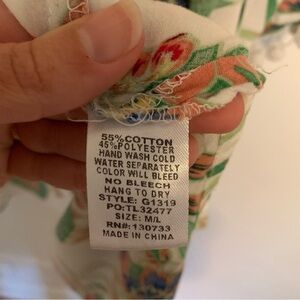 55%COTTON
45%POLYESTER
HAND WASH COLD
WATER SEPARATELY
COLOR WILL BLEED
NO BLEECH
HANG TO DRY
STYLE: G1319
PO:TL32477
SIZE: M/L
RN#: 130733
MADE IN CHINA